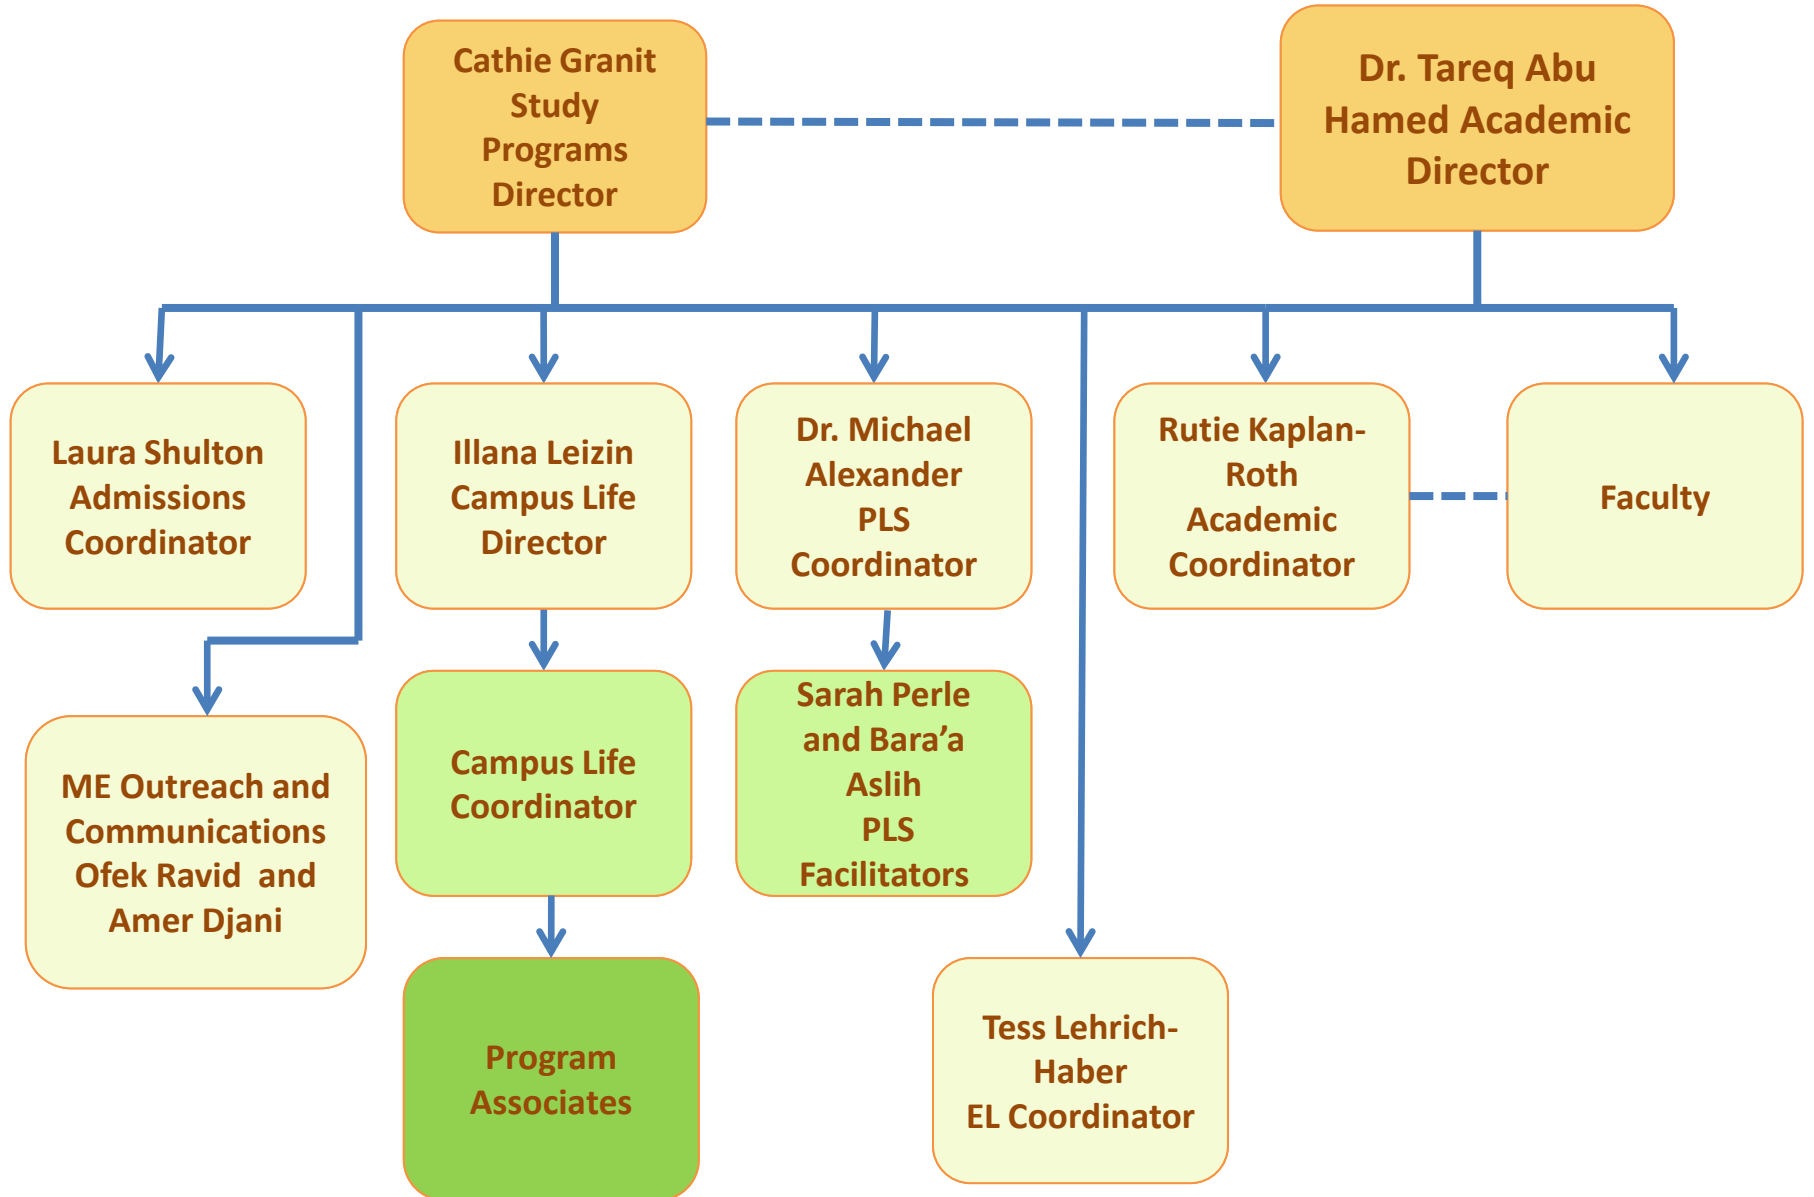 Cathie Granit
Study
Programs
Director
Dr. Tareq Abu
Hamed Academic
Director
Laura Shulton
Admissions
Coordinator
Illana Leizin
Campus Life
Director
Dr. Michael
Alexander
PLS
Coordinator
Rutie Kaplan-
Roth
Academic
Coordinator
Faculty
ME Outreach and
Communications
Ofek Ravid  and
Amer Djani
Campus Life
Coordinator
Sarah Perle
and Bara’a
Aslih
PLS
Facilitators
Program
Associates
Tess Lehrich-
Haber
EL Coordinator